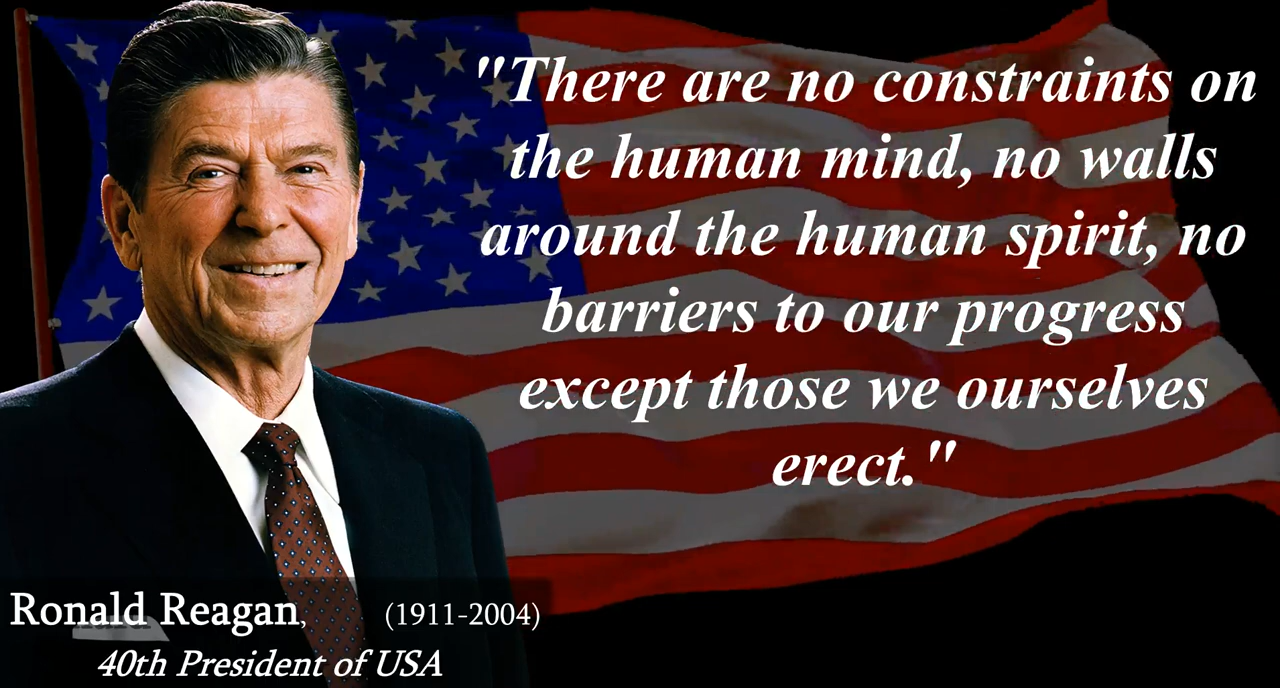 "There are no constraints on
the human mind, no walls
around the human spirit, no
barriers to our progress
except those we ourselves
erect."
Ronald Reagan, (1911-2004)
40th President of USA